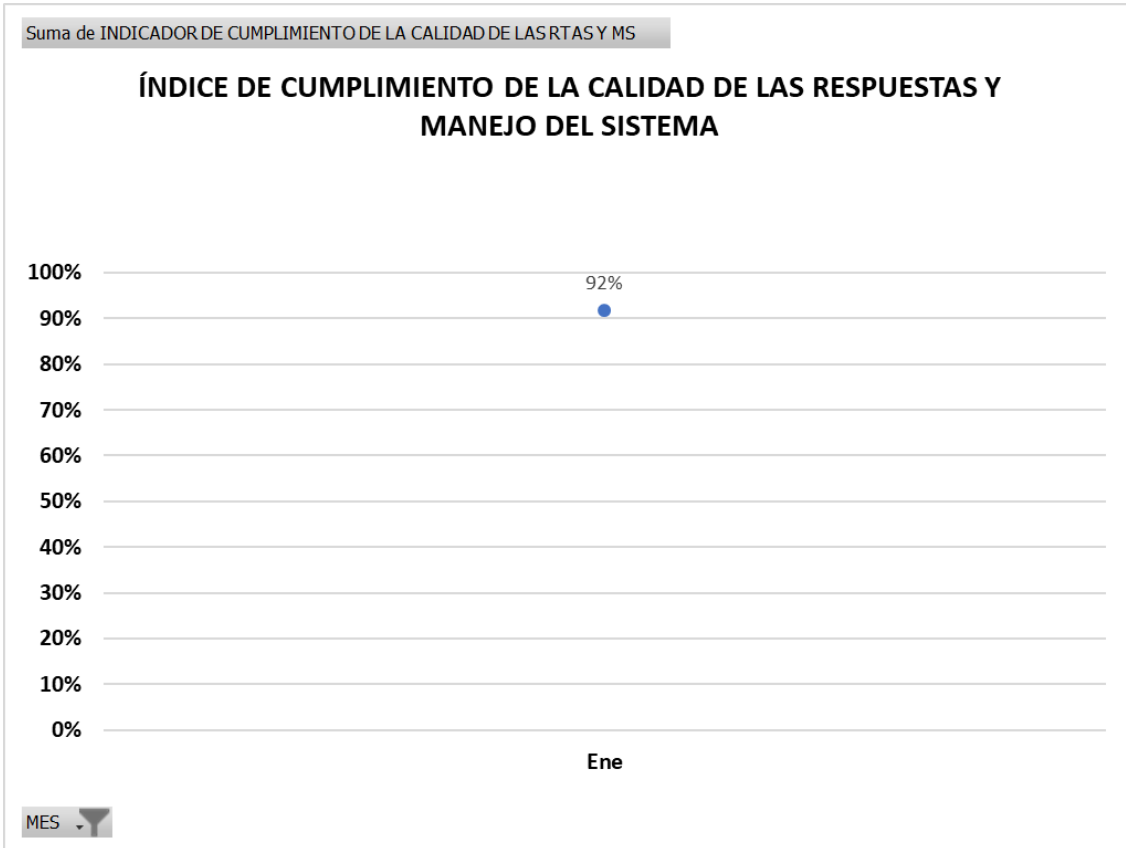 Suma de INDICADOR DE CUMPLIMIENTO DE LA CALIDAD DE LAS RTAS Y MS
ÍNDICE DE CUMPLIMIENTO DE LA CALIDAD DE LAS RESPUESTAS Y
MANEJO DEL SISTEMA
100%
92%
90%
80%
70%
60%
50%
40%
30%
20%
10%
0%
Ene
MES